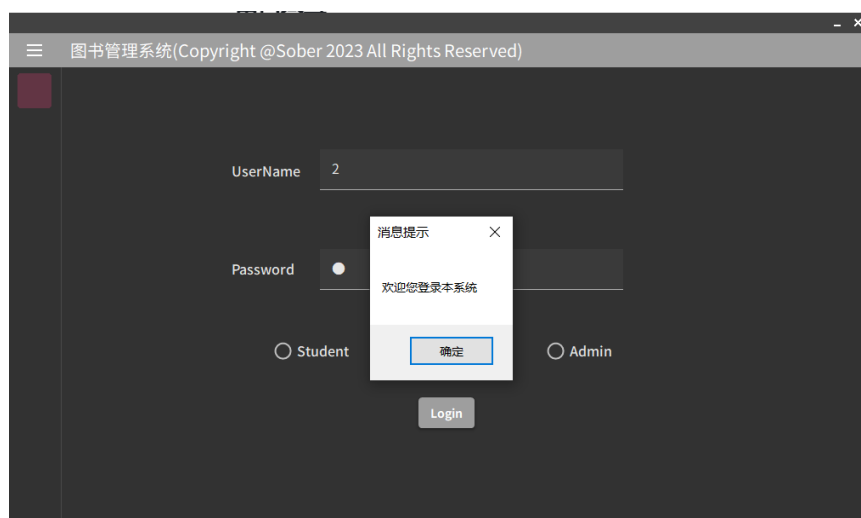 图书管理系统(Copyright @Sober 2023 All Rights Reserved)
UserName 2
消息提示
Password
欢迎您登录本系统
Student
确定
Admin
Login